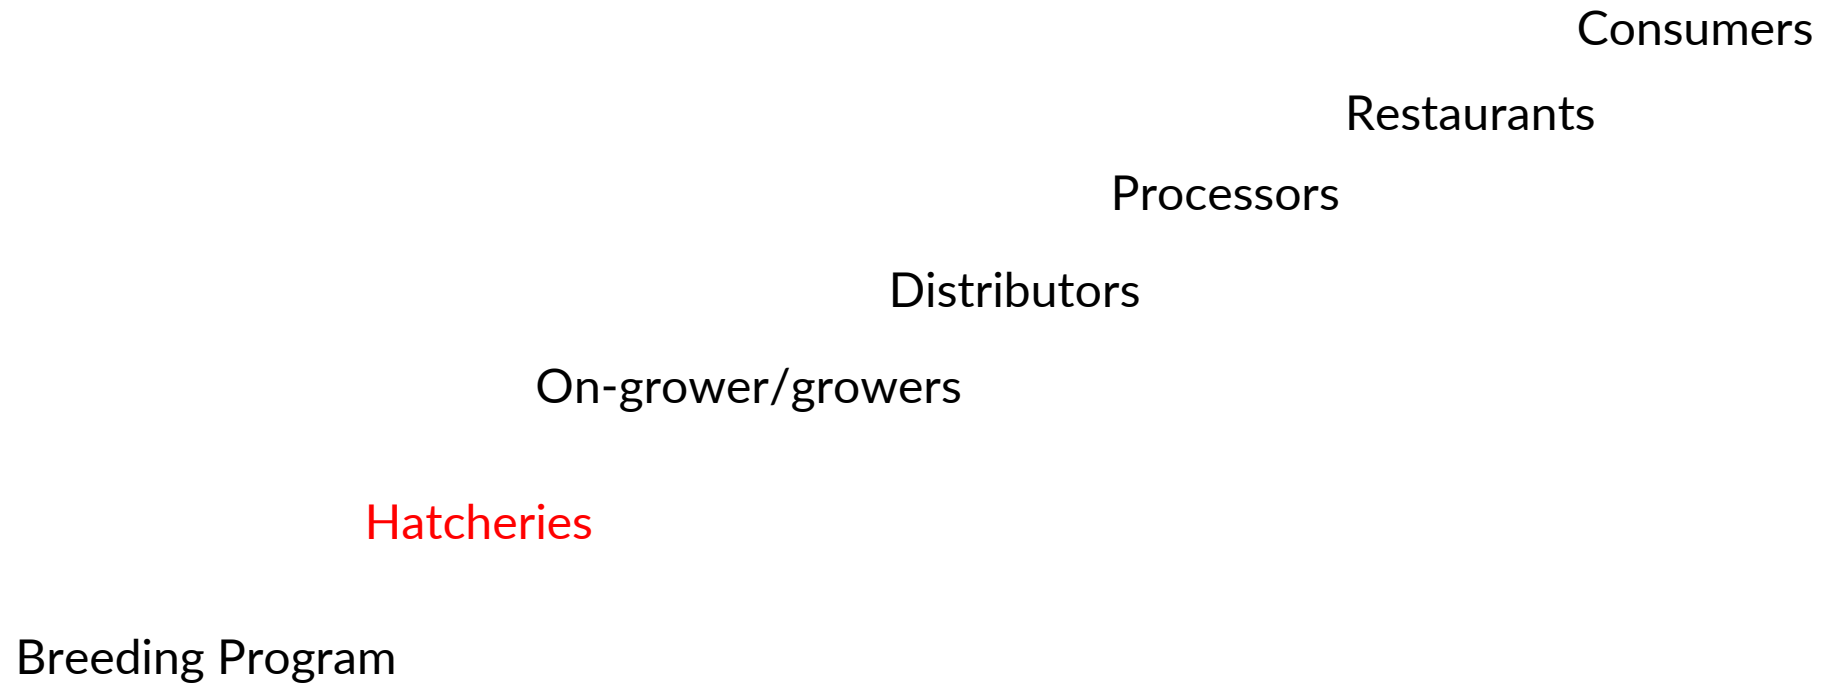 Consumers
Restaurants
Processors
Distributors
On-grower/growers
Hatcheries
Breeding Program